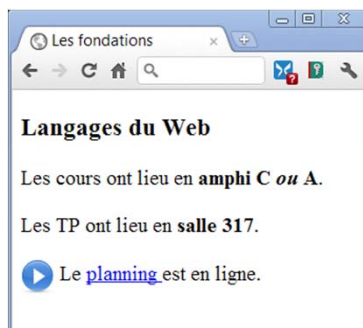 Les fondations
Langages du Web
Les cours ont lieu en amphi C ou A.
Les TP ont lieu en salle 317.
Le planning est en ligne.